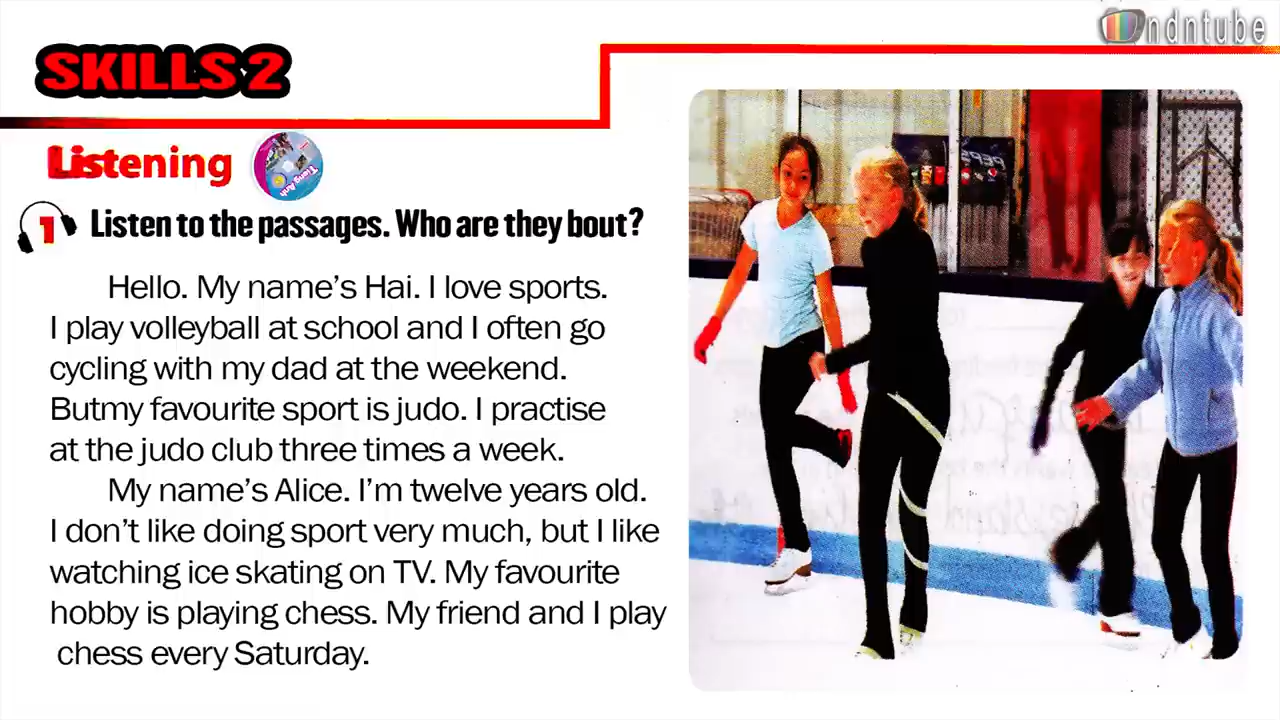 ndntube
SKILLS 2
Listening
Tiếng Anh
1 Listen to the passages. Who are they bout?
Hello. My name's Hai. I love sports.
I play volleyball at school and I often go
cycling with my dad at the weekend.
Butmy favourite sport is judo. I practise
at the judo club three times a week.
My name's Alice. I'm twelve years old.
I don't like doing sport very much, but I like
watching ice skating on TV. My favourite
hobby is playing chess. My friend and I play
chess every Saturday.
PEPSI